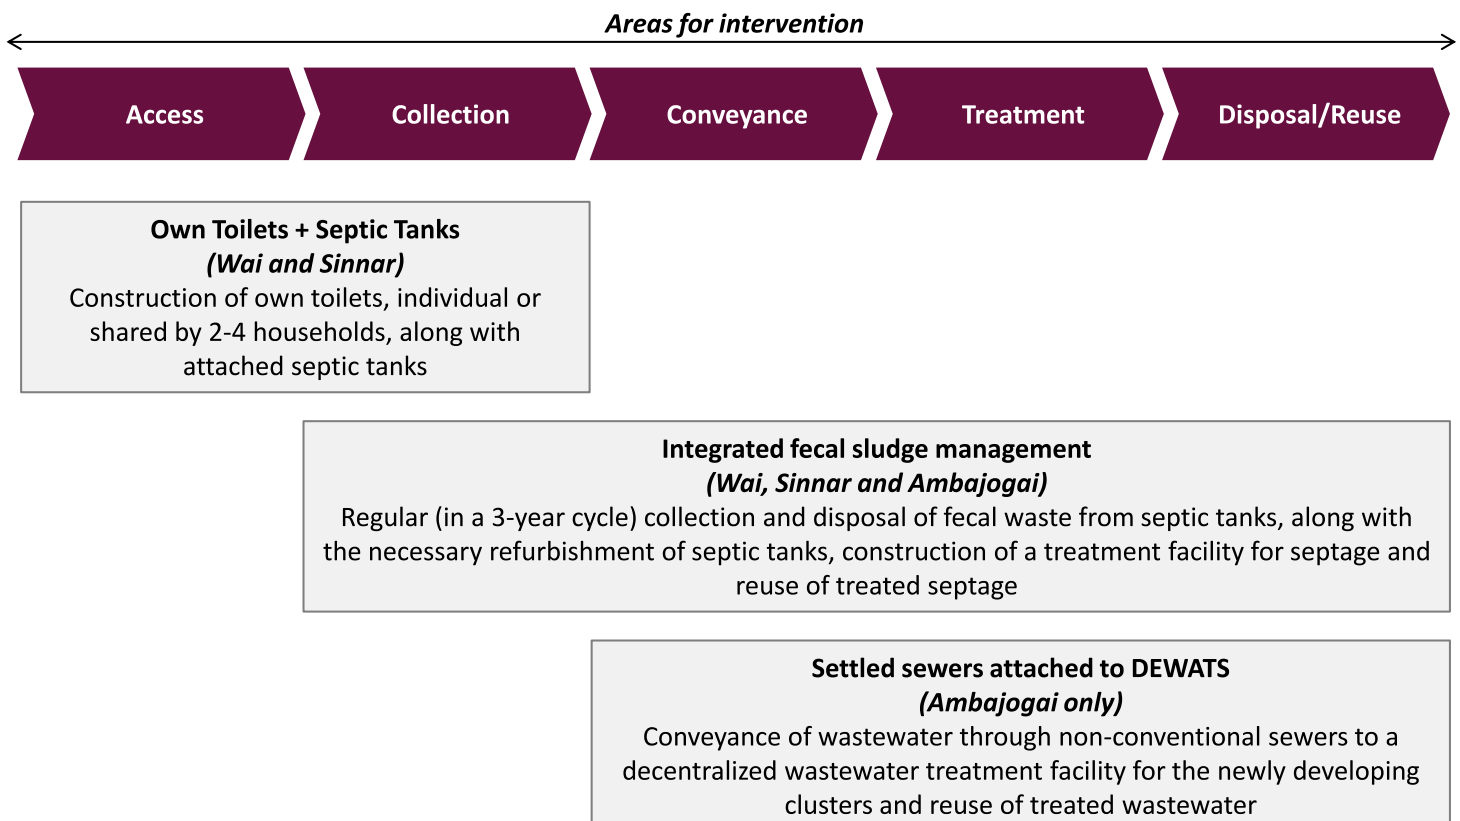 Areas for intervention
Access
Collection
Conveyance
Treatment
Disposal/Reuse
Own Toilets + Septic Tanks
(Wai and Sinnar)
Construction of own toilets, individual or
shared by 2-4 households, along with
attached septic tanks
Integrated fecal sludge management
(Wai, Sinnar and Ambajogai)
Regular (in a 3-year cycle) collection and disposal of fecal waste from septic tanks, along with
the necessary refurbishment of septic tanks, construction of a treatment facility for septage and
reuse of treated septage
Settled sewers attached to DEWATS
(Ambajogai only)
Conveyance of wastewater through non-conventional sewers to a
decentralized wastewater treatment facility for the newly developing
clusters and reuse of treated wastewater